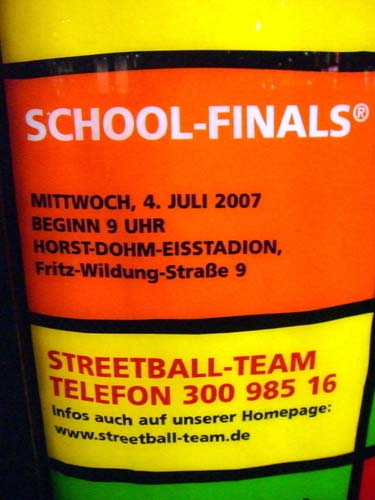 SCHOOL-FINALS®
MITTWOCH, 4. JULI 2007
BEGINN 9 UHR
HORST-DOHM-EISSTADION,
Fritz-Wildung-Straße 9
STREETBALL-TEAM
TELEFON 300 985 16
Infos auch auf unserer Homepage:
www.streetball-team.de